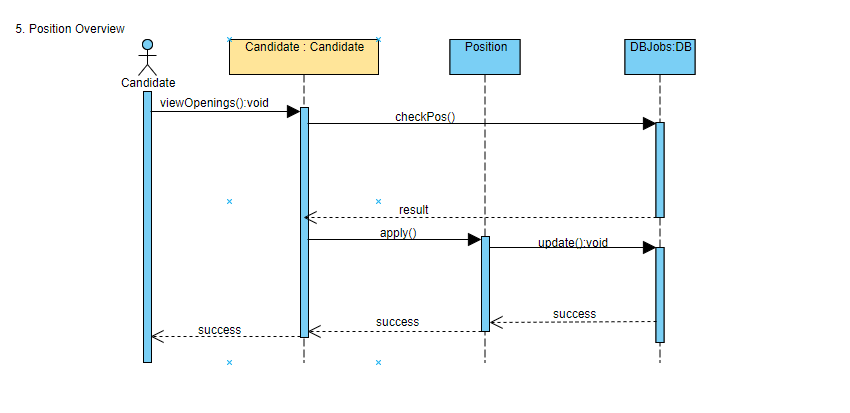 5. Position Overview
Candidate : Candidate
Position
DBJobs:DB
Candidate
viewOpenings():void
checkPos()
result
apply()
update():void
success
success
success